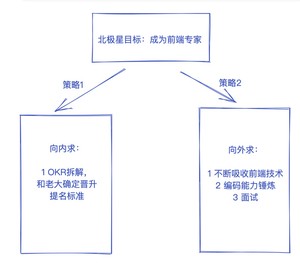 北极星目标：成为前端专家
策略1
策略2
向内求：
1 OKR拆解，
和老大确定晋升
提名标准
向外求：
1 不断吸收前端技术
2 编码能力锤炼
3 面试